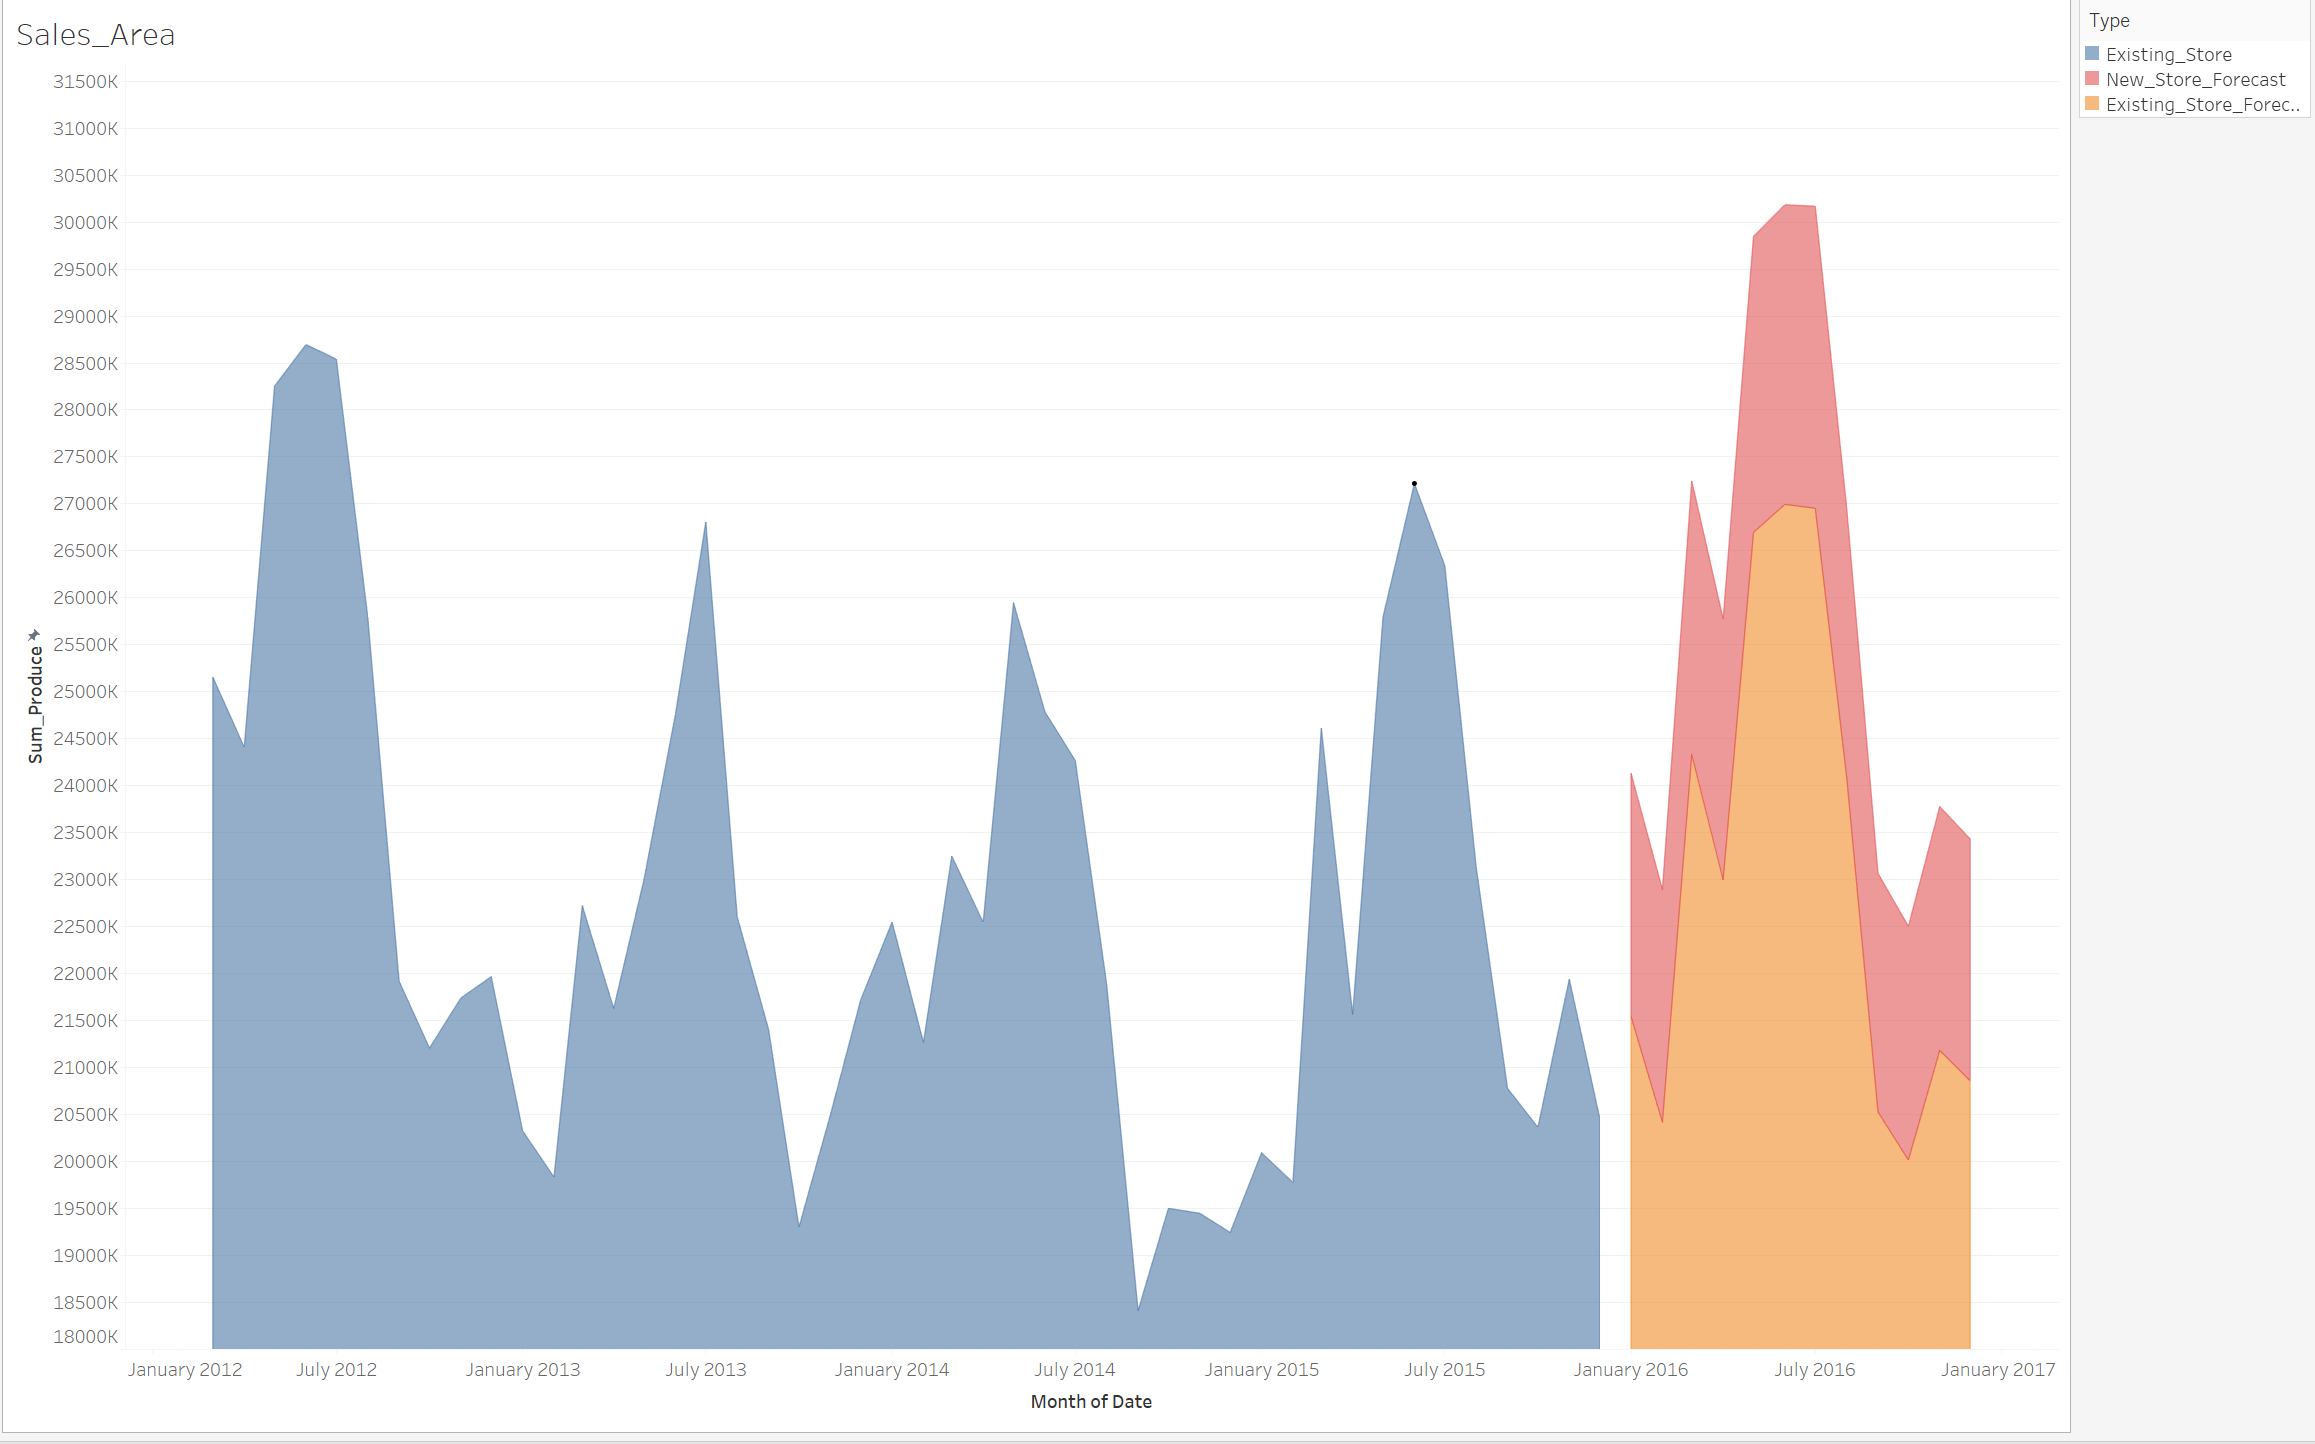 Sales_Area
Type
Existing_Store
New_Store_Forecast
Existing_Store_Forec..
31500K
31000K
30500K
30000K
29500K
29000K
28500K
28000K
27500K
27000K
26500K
26000K
25500K
25000K
24500K
24000K
23500K
23000K
22500K
22000K
21500K
21000K
20500K
20000K
19500K
19000K
18500K
18000K
Sum_Produce
January 2012
July 2012
January 2013
July 2013
January 2014
July 2014
January 2015
July 2015
January 2016
July 2016
January 2017
Month of Date